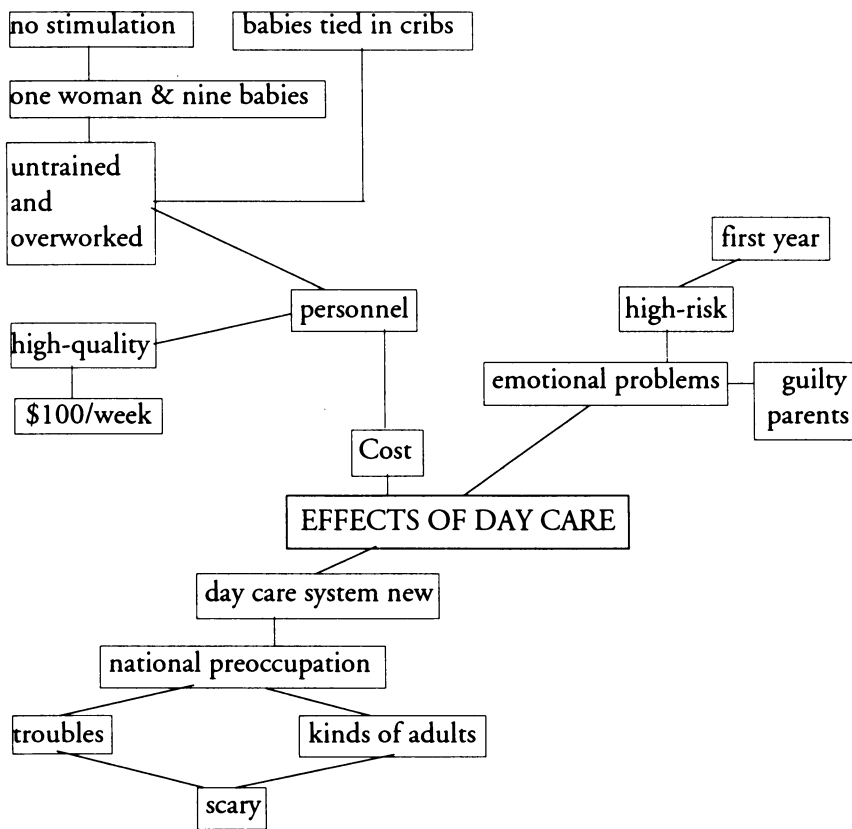 no stimulation
babies tied in cribs
one woman & nine babies
untrained
and
overworked
first year
personnel
high-risk
high-quality
emotional problems
guilty
parents
$100/week
Cost
EFFECTS OF DAY CARE
day care system new
national preoccupation
troubles
kinds of adults
scary